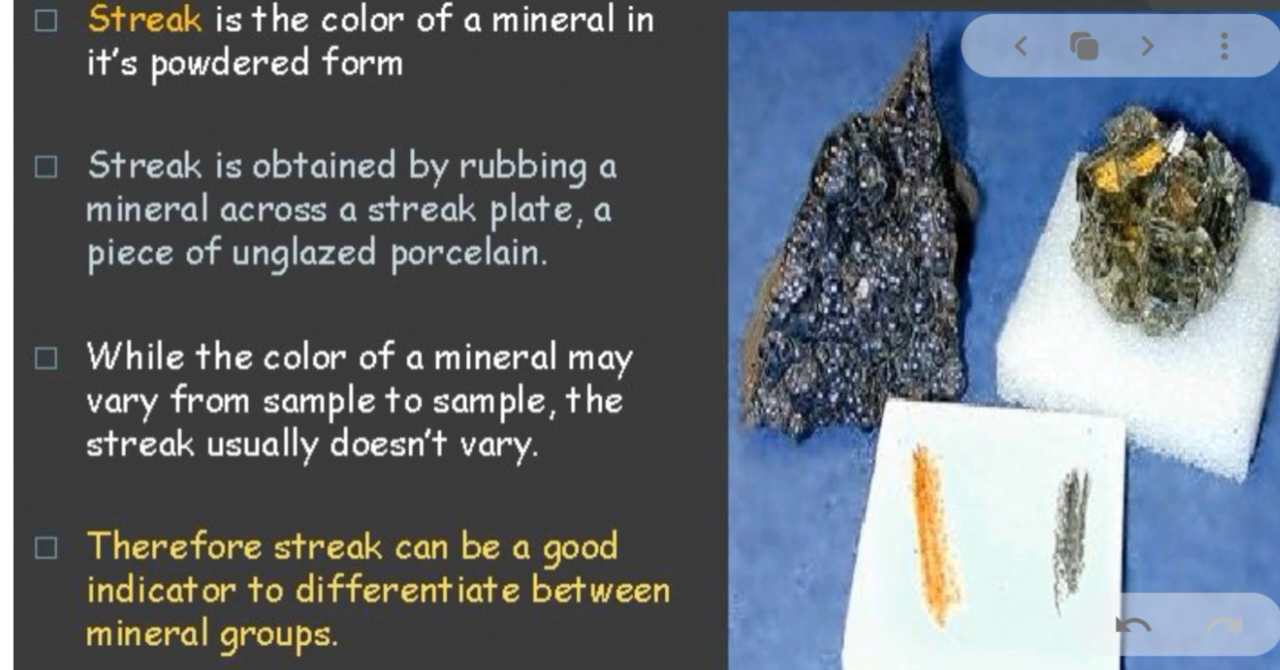 Streak is the color of a mineral in
it's powdered form
Streak is obtained by rubbing a
mineral across a streak plate, a
piece of unglazed porcelain.
While the color of a mineral may
vary from sample to sample, the
streak usually doesn't vary.
Therefore streak can be a good
indicator to differentiate between
mineral groups.